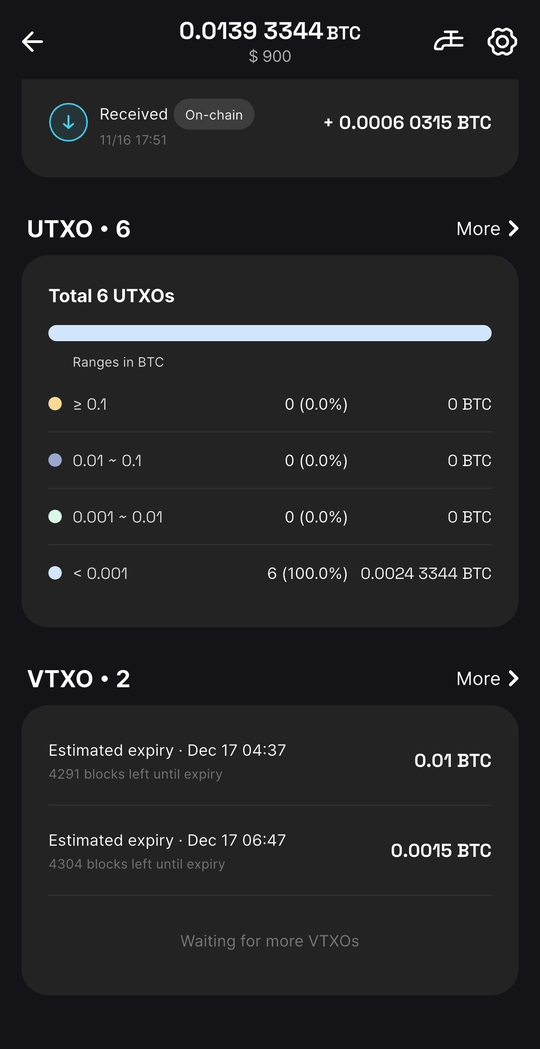 0.0139 3344 BTC
$ 900
Received On-chain
+ 0.0006 0315 BTC
11/16 17:51
UTXO • 6 More
Total 6 UTXOs
Ranges in BTC
≥ 0.1 0 (0.0%) 0 BTC
0.01 ~ 0.1 0 (0.0%) 0 BTC
0.001 ~ 0.01 0 (0.0%) 0 BTC
< 0.001 6 (100.0%) 0.0024 3344 BTC
VTXO • 2 More
Estimated expiry · Dec 17 04:37
0.01 BTC
4291 blocks left until expiry
Estimated expiry · Dec 17 06:47
0.0015 BTC
4304 blocks left until expiry
Waiting for more VTXOs